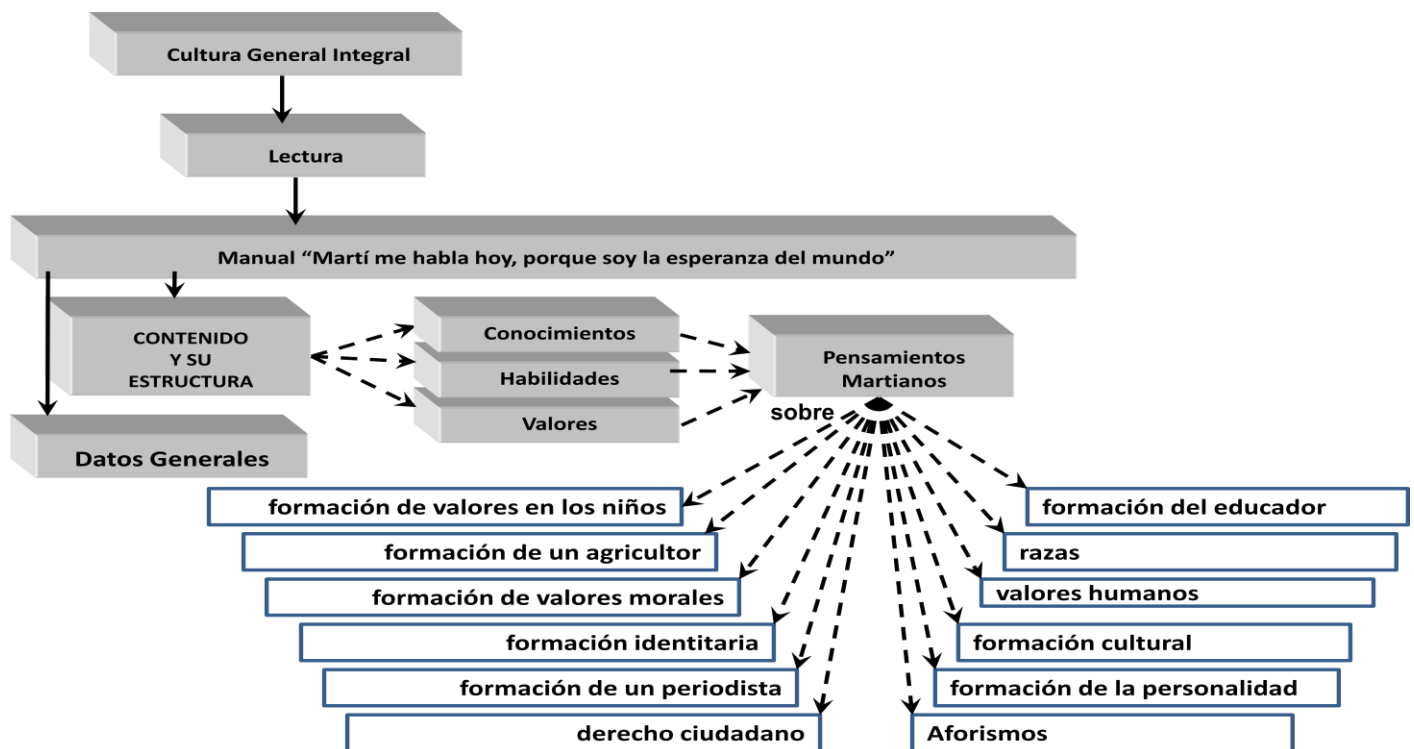 Cultura General Integral
Lectura
Manual “Martí me habla hoy, porque soy la esperanza del mundo”
CONTENIDO
Y SU
ESTRUCTURA
Conocimientos
Habilidades
Valores
Pensamientos
Martianos
sobre
Datos Generales
formación de valores en los niños
formación de un agricultor
formación de valores morales
formación identitaria
formación de un periodista
derecho ciudadano
formación del educador
razas
valores humanos
formación cultural
formación de la personalidad
Aforismos